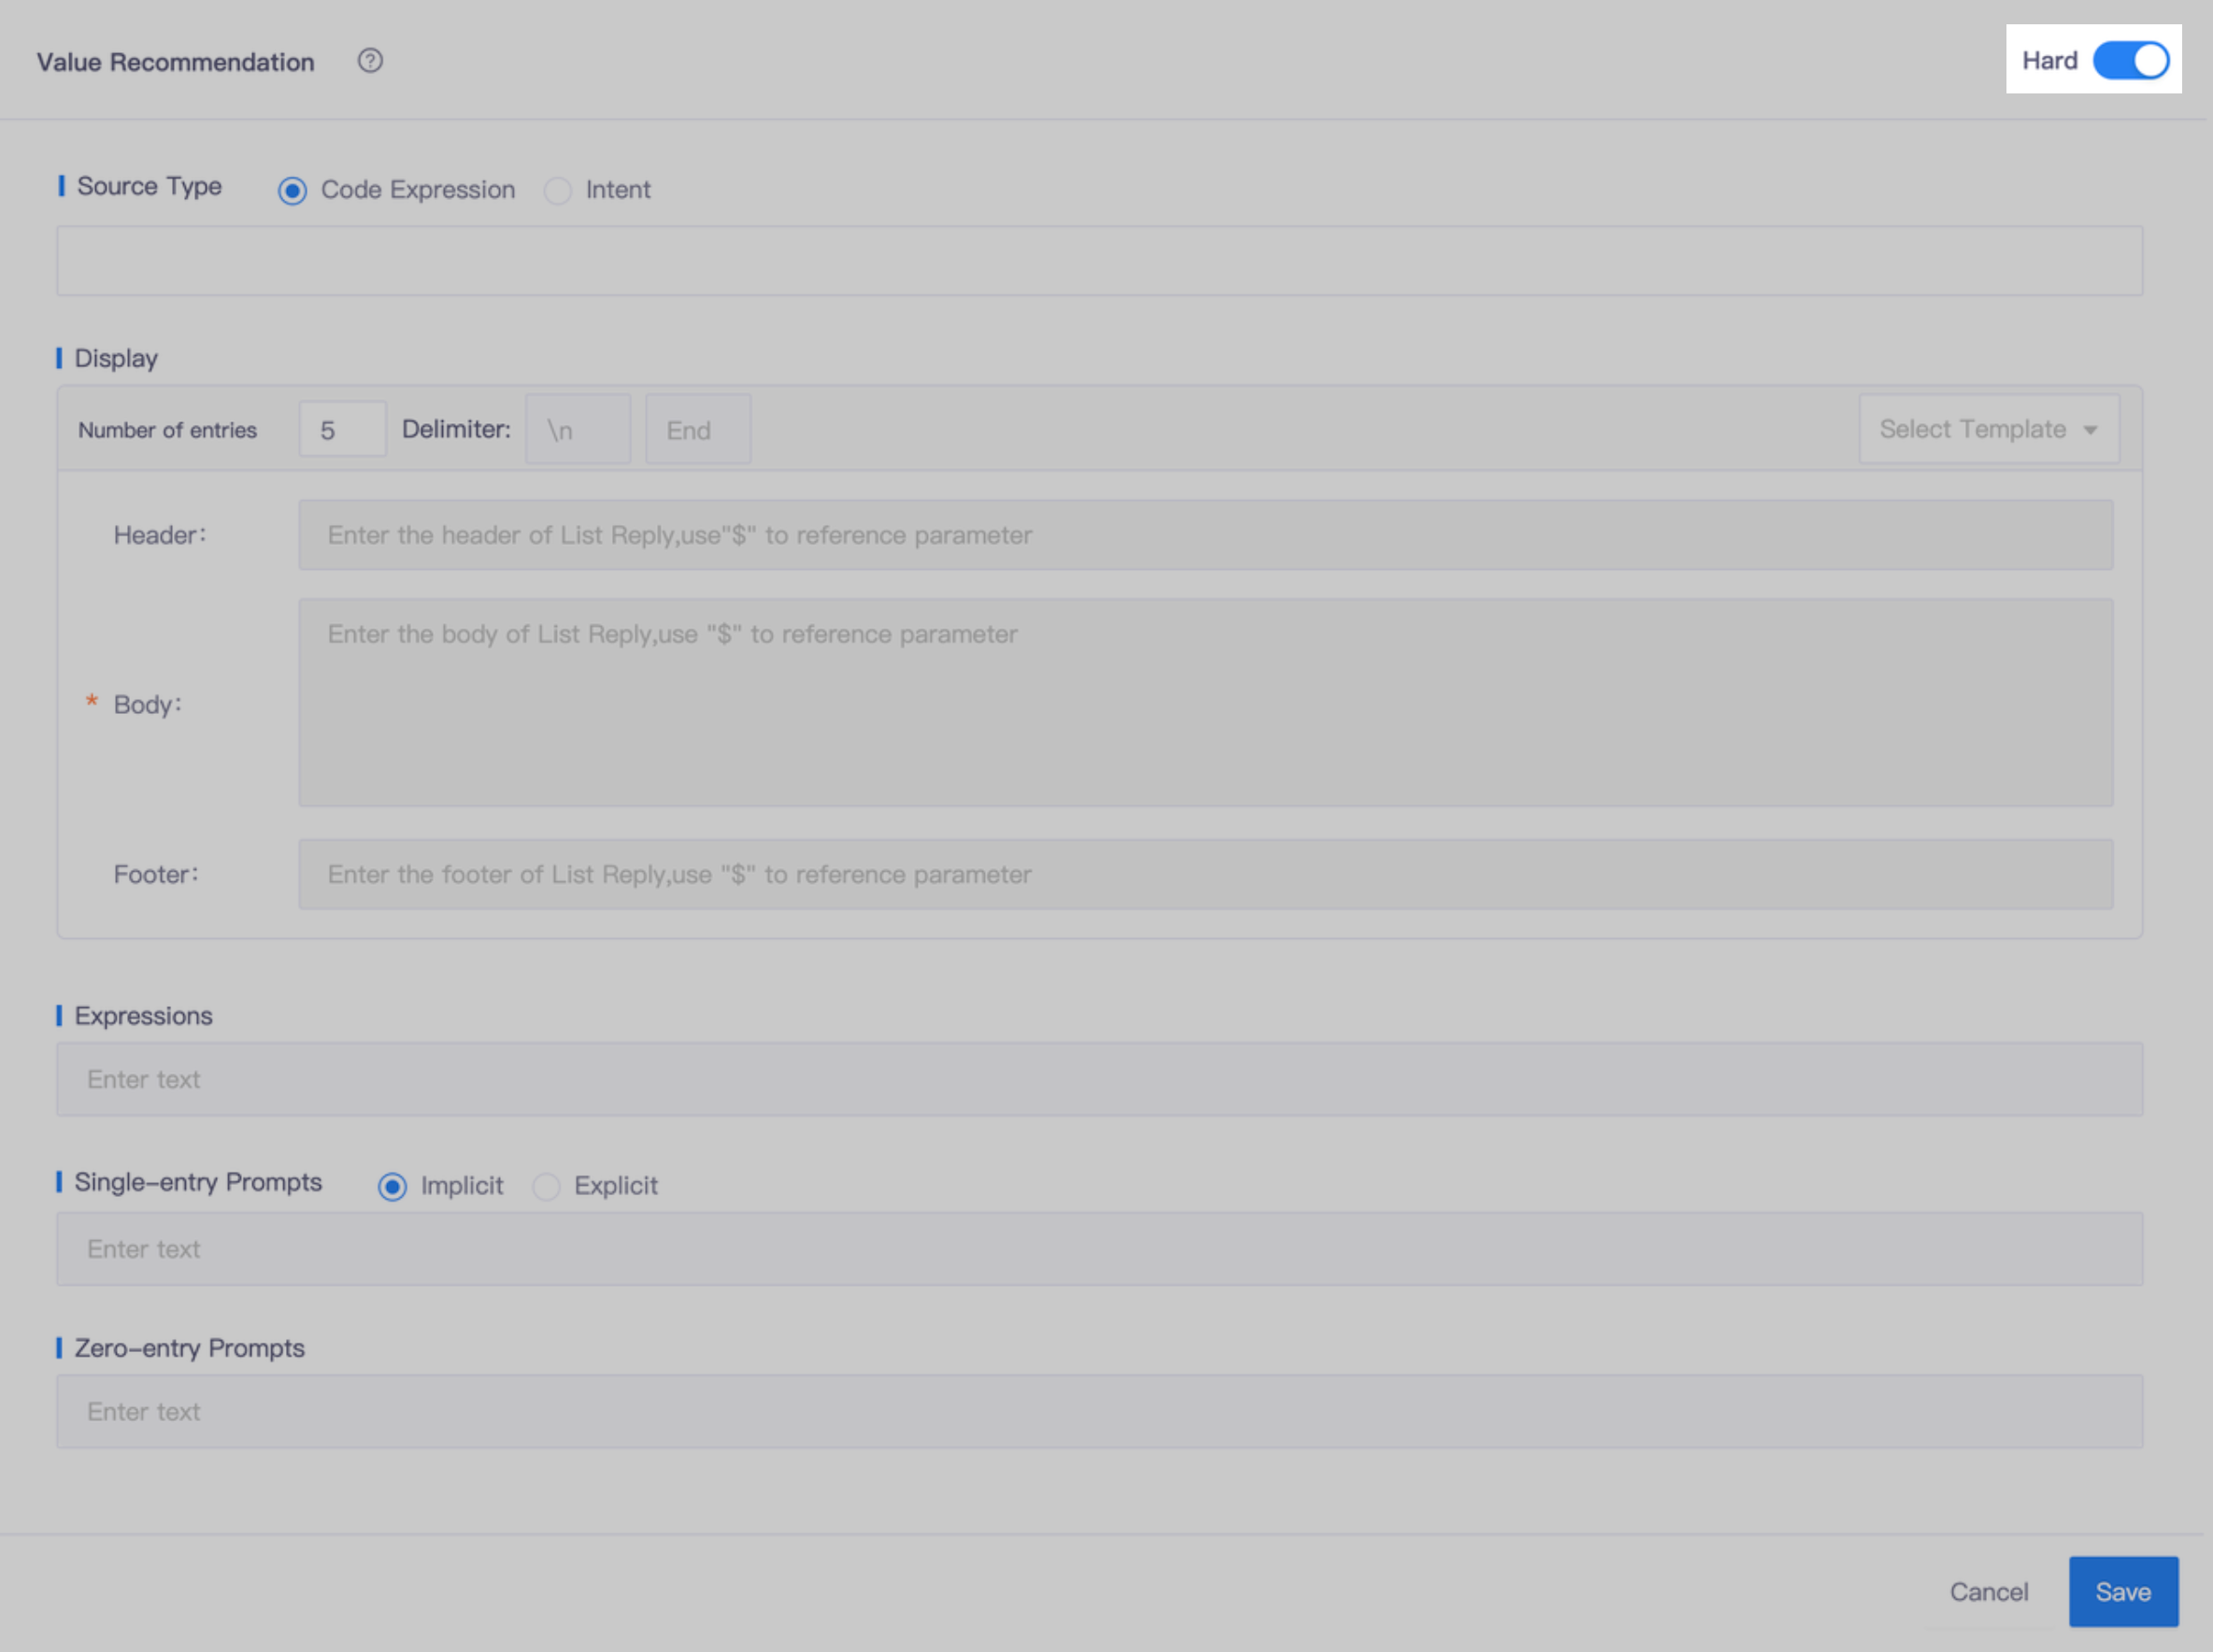 Value Recommendation ?
Hard
Source Type Code Expression Intent
Display
Number of entries 5 Delimiter: \n End Select Template
Header:
Enter the header of List Reply,use"$" to reference parameter
Enter the body of List Reply,use "$" to reference parameter
* Body:
Footer:
Enter the footer of List Reply,use "$" to reference parameter
Expressions
Enter text
Single-entry Prompts Implicit Explicit
Enter text
Zero-entry Prompts
Enter text
Cancel Save